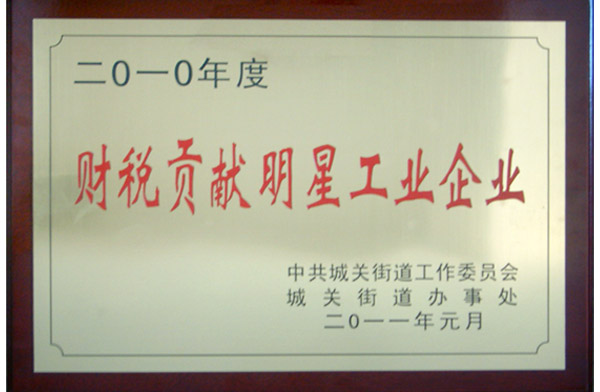 二0一0年度
财税贡献明星工业企业
中共城关街道工作委员会
城关街道办事处
二0一一年元月